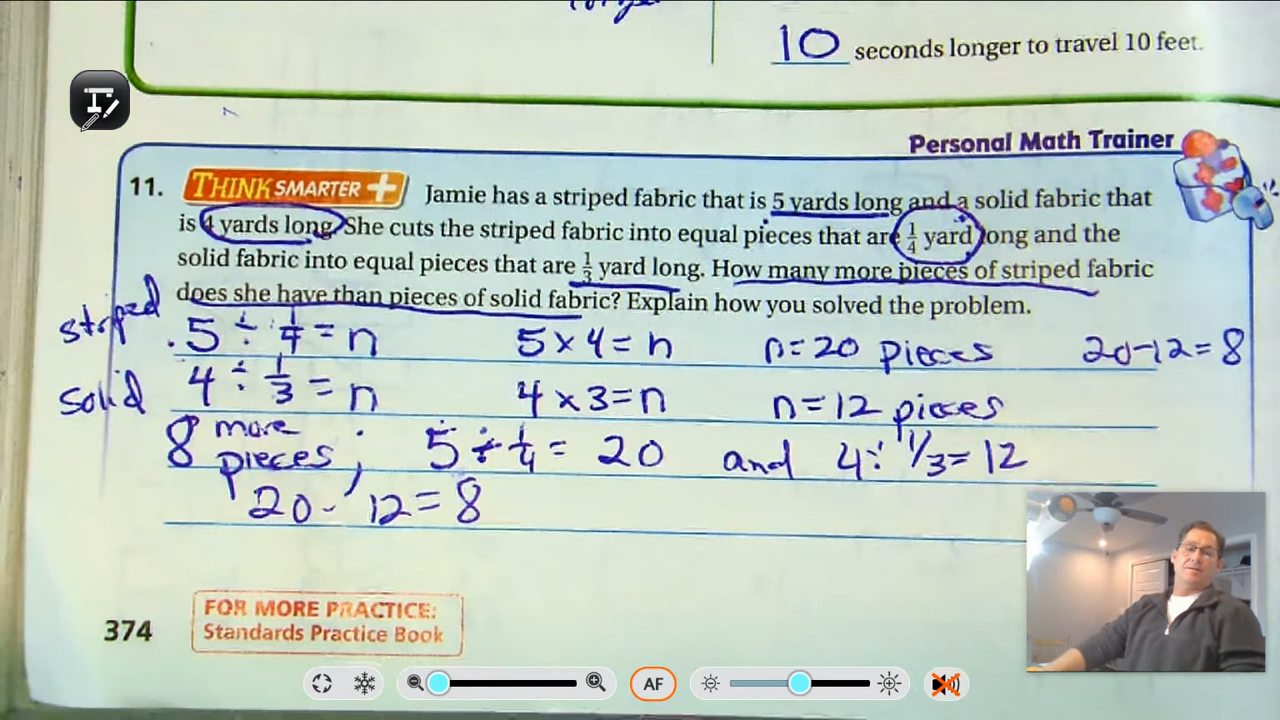 10 seconds longer to travel 10 feet.
Personal Math Trainer
11. THINK SMARTER + Jamie has a striped fabric that is 5 yards long and a solid fabric that
is 4 yards long. She cuts the striped fabric into equal pieces that are 1/4 yard long and the
solid fabric into equal pieces that are 1/3 yard long. How many more pieces of striped fabric
does she have than pieces of solid fabric? Explain how you solved the problem.
striped 5 ÷ 1/4 = n 5 x 4 = n n = 20 pieces 20-12=8
solid 4 ÷ 1/3 = n 4 x 3 = n n = 12 pieces
8 more pieces; 5 ÷ 1/4 = 20 and 4 ÷ 1/3 = 12
20 - 12 = 8
FOR MORE PRACTICE:
374 Standards Practice Book
AF